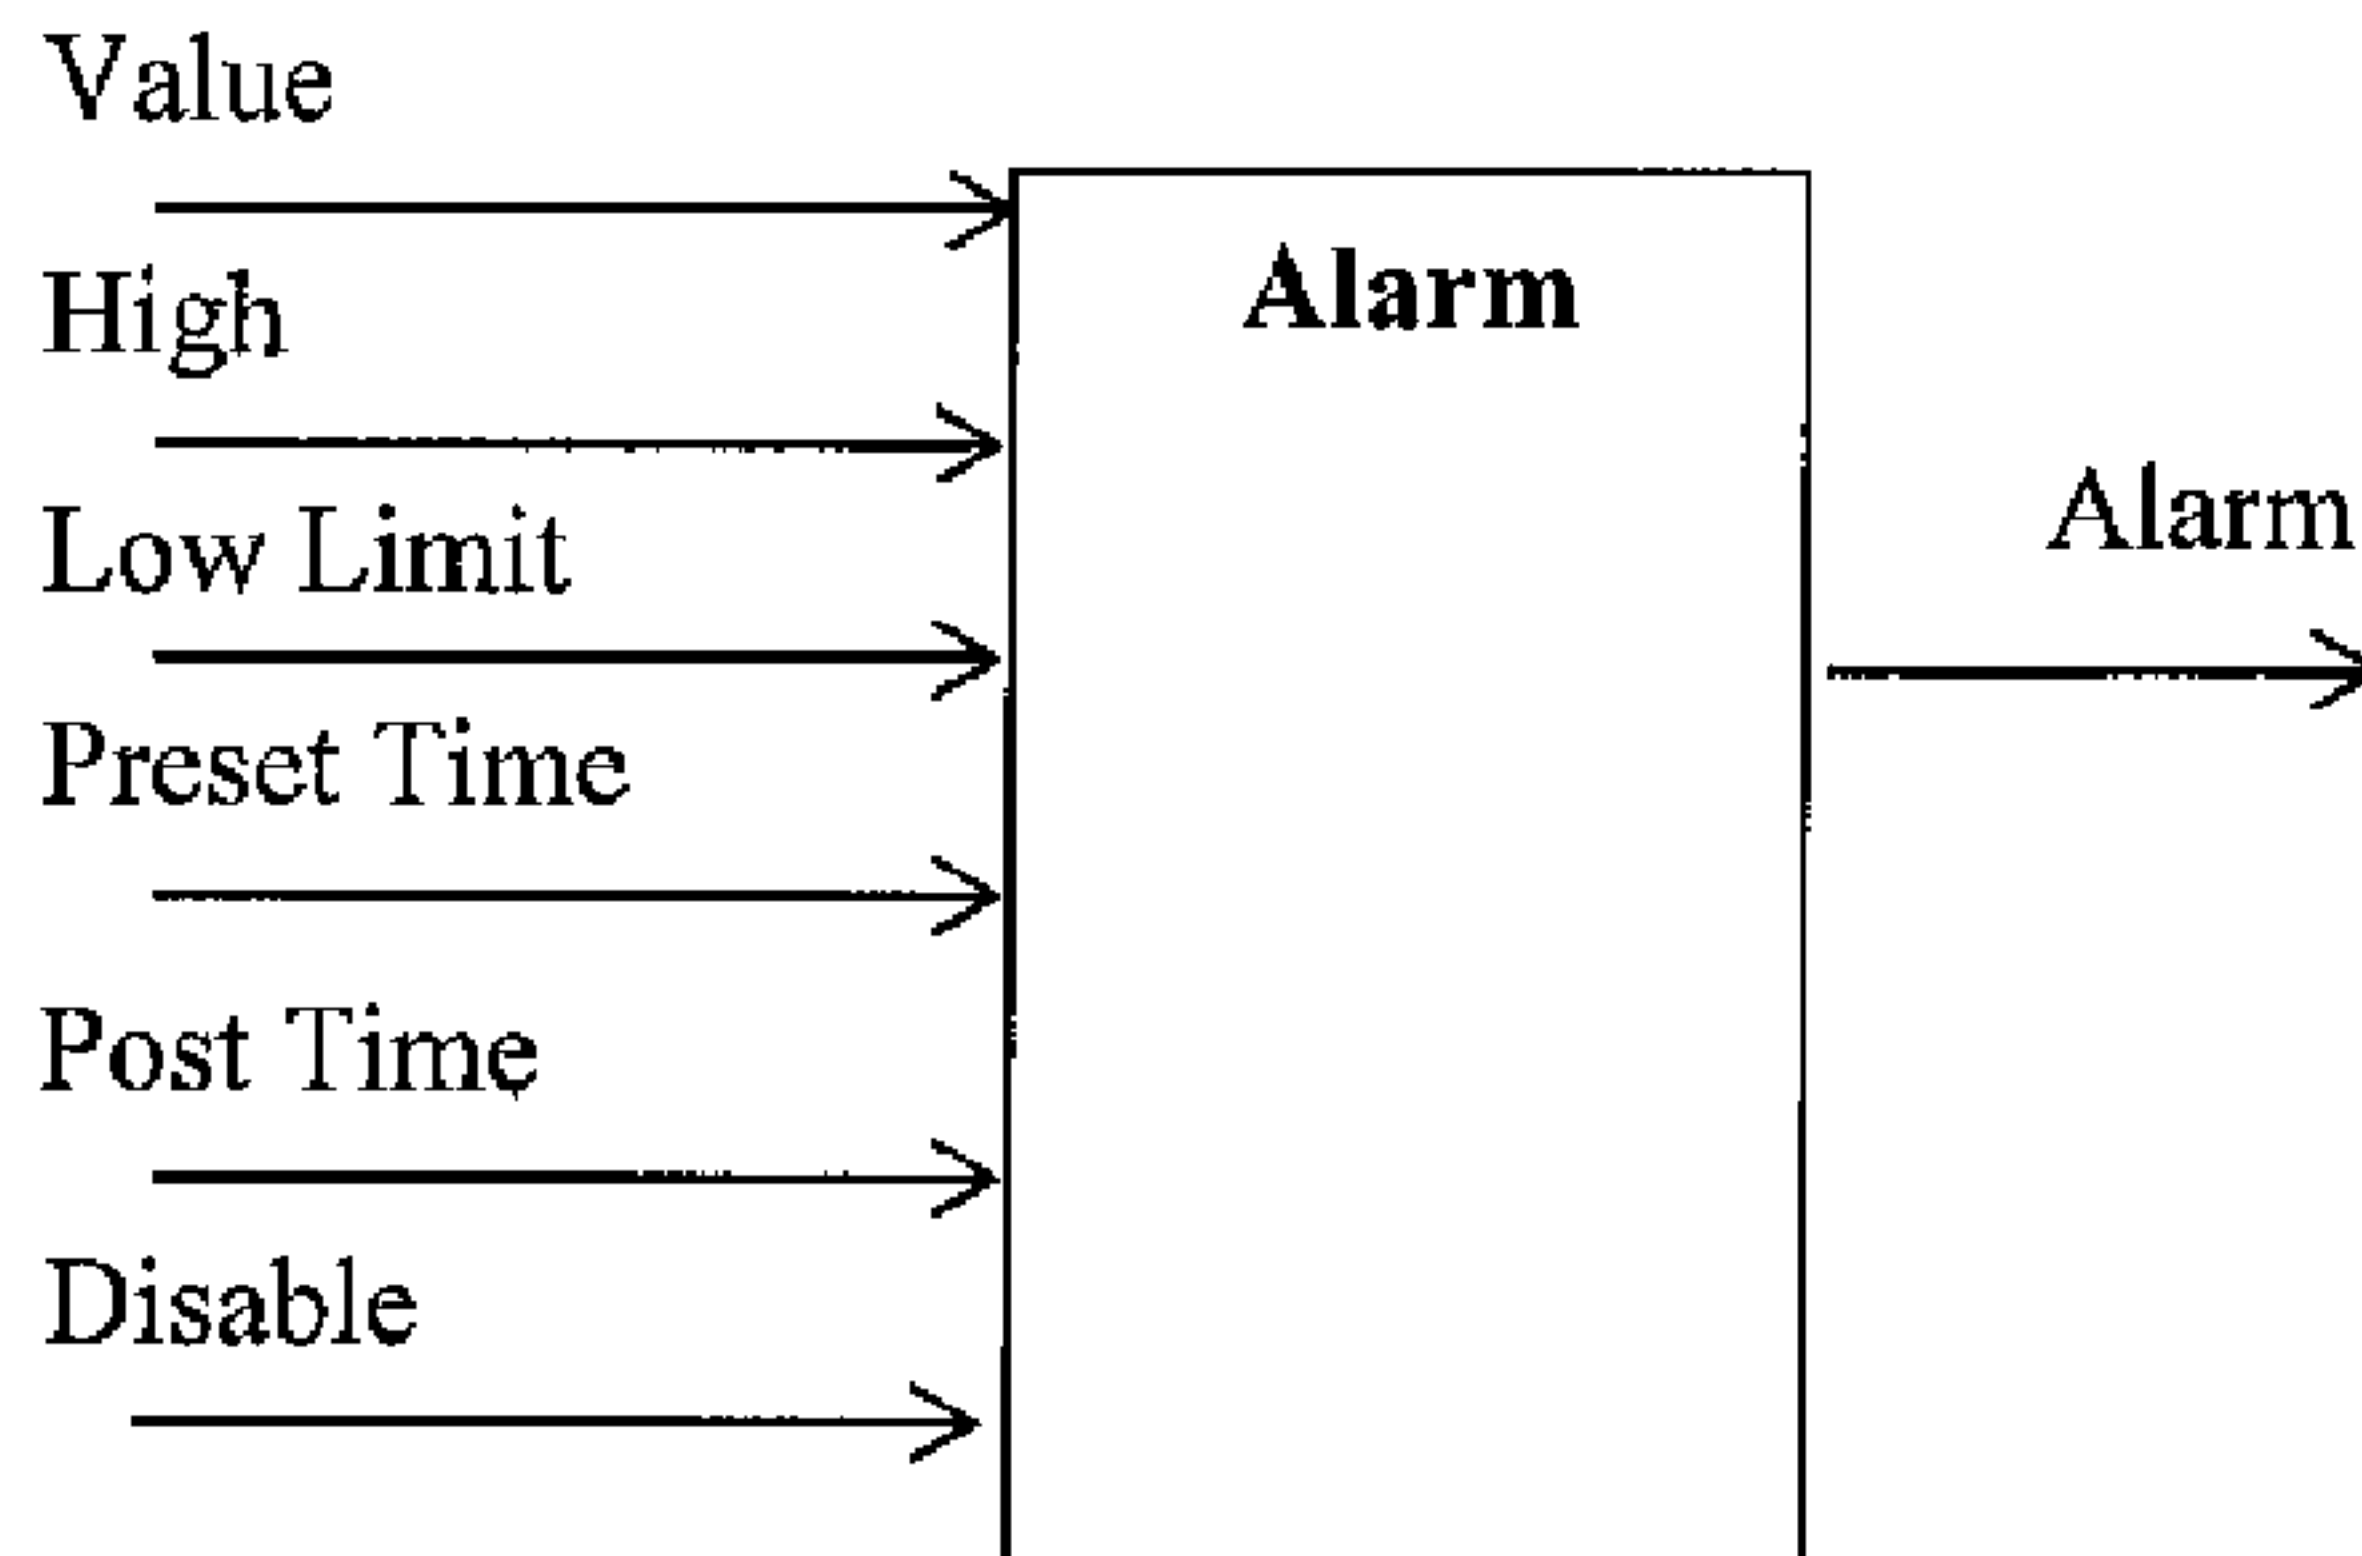 Value
High
Alarm
Low Limit
Alarm
Preset Time
Post Time
Disable